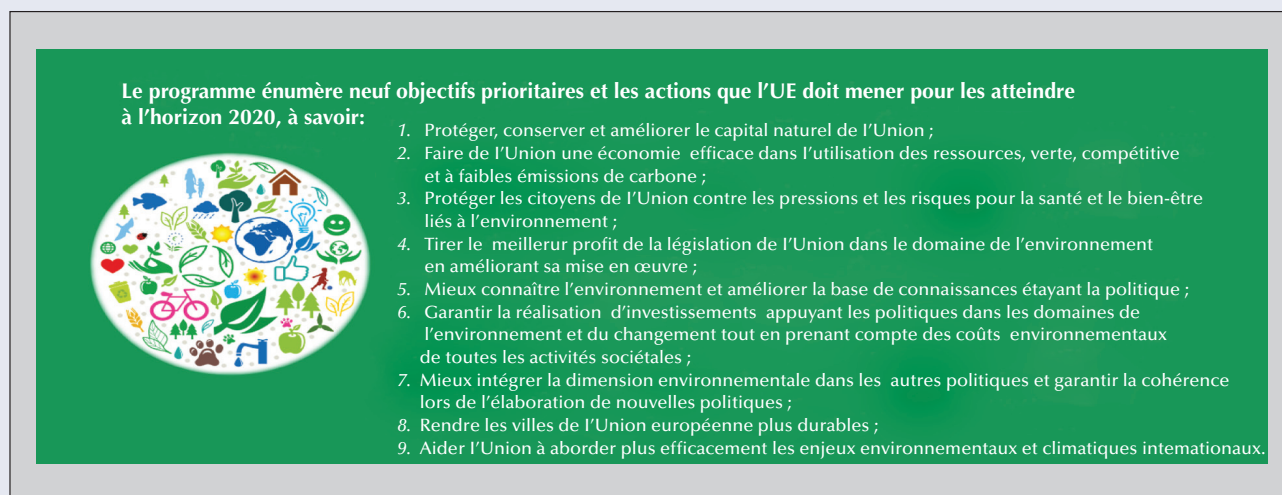 Le programme énumère neuf objectifs prioritaires et les actions que l’UE doit mener pour les atteindre
à l’horizon 2020, à savoir:
1. Protéger, conserver et améliorer le capital naturel de l’Union ;
2. Faire de l’Union une économie efficace dans l’utilisation des ressources, verte, compétitive
et à faibles émissions de carbone ;
3. Protéger les citoyens de l’Union contre les pressions et les risques pour la santé et le bien-être
liés à l’environnement ;
4. Tirer le meillerur profit de la législation de l’Union dans le domaine de l’environnement
en améliorant sa mise en œuvre ;
5. Mieux connaître l’environnement et améliorer la base de connaissances étayant la politique ;
6. Garantir la réalisation d’investissements appuyant les politiques dans les domaines de
l’environnement et du changement tout en prenant compte des coûts environnementaux
de toutes les activités sociétales ;
7. Mieux intégrer la dimension environnementale dans les autres politiques et garantir la cohérence
lors de l’élaboration de nouvelles politiques ;
8. Rendre les villes de l’Union européenne plus durables ;
9. Aider l’Union à aborder plus efficacement les enjeux environnementaux et climatiques intemationaux.